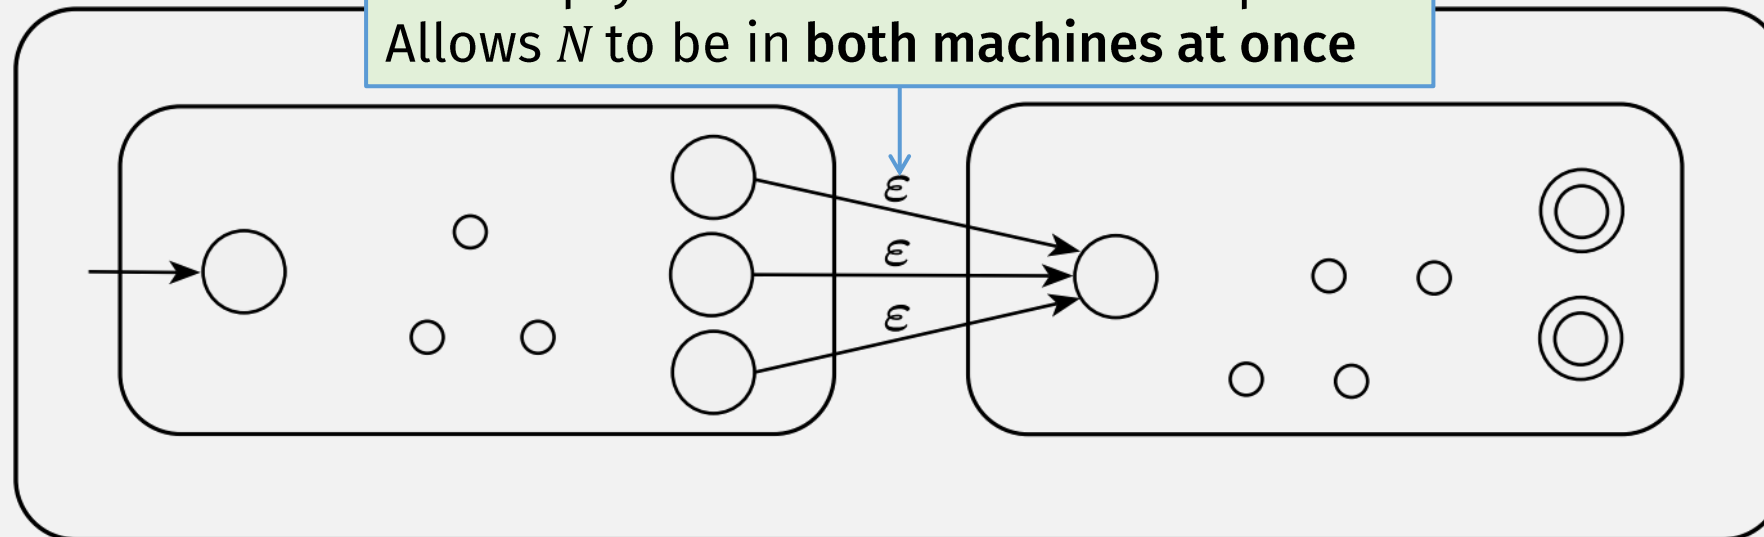 Allows N to be in both machines at once
ε
ε
ε